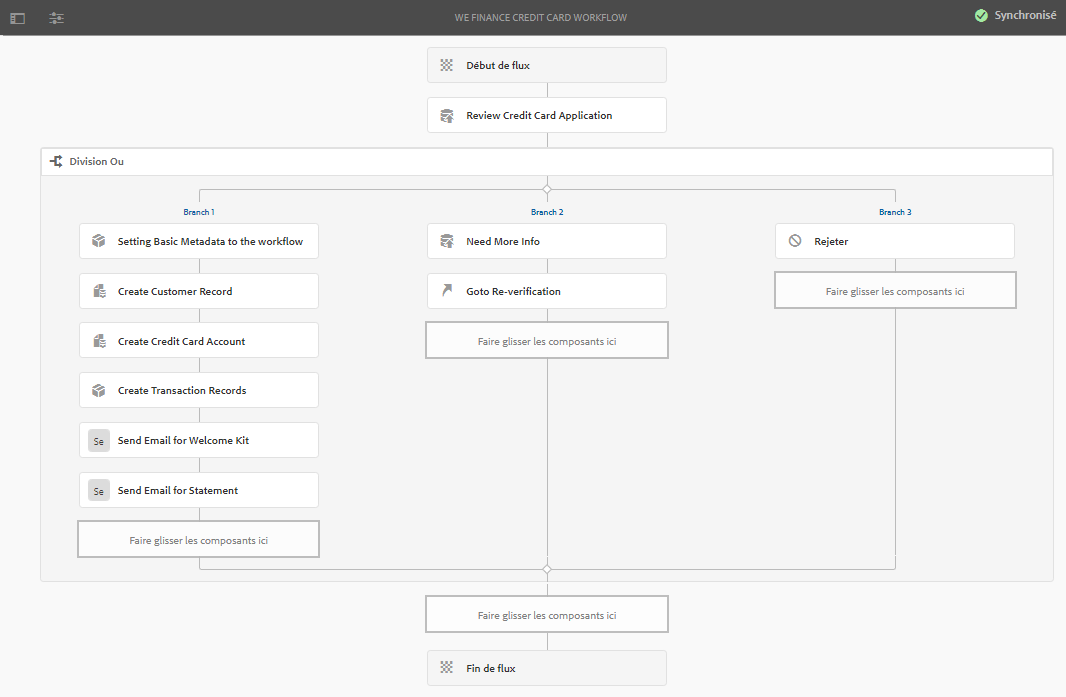 WE FINANCE CREDIT CARD WORKFLOW
Synchronisé
Début de flux
Review Credit Card Application
Division Ou
Branch 1
Setting Basic Metadata to the workflow
Create Customer Record
Create Credit Card Account
Create Transaction Records
Se
Send Email for Welcome Kit
Se
Send Email for Statement
Faire glisser les composants ici
Branch 2
Need More Info
Goto Re-verification
Faire glisser les composants ici
Branch 3
Rejeter
Faire glisser les composants ici
Faire glisser les composants ici
Fin de flux